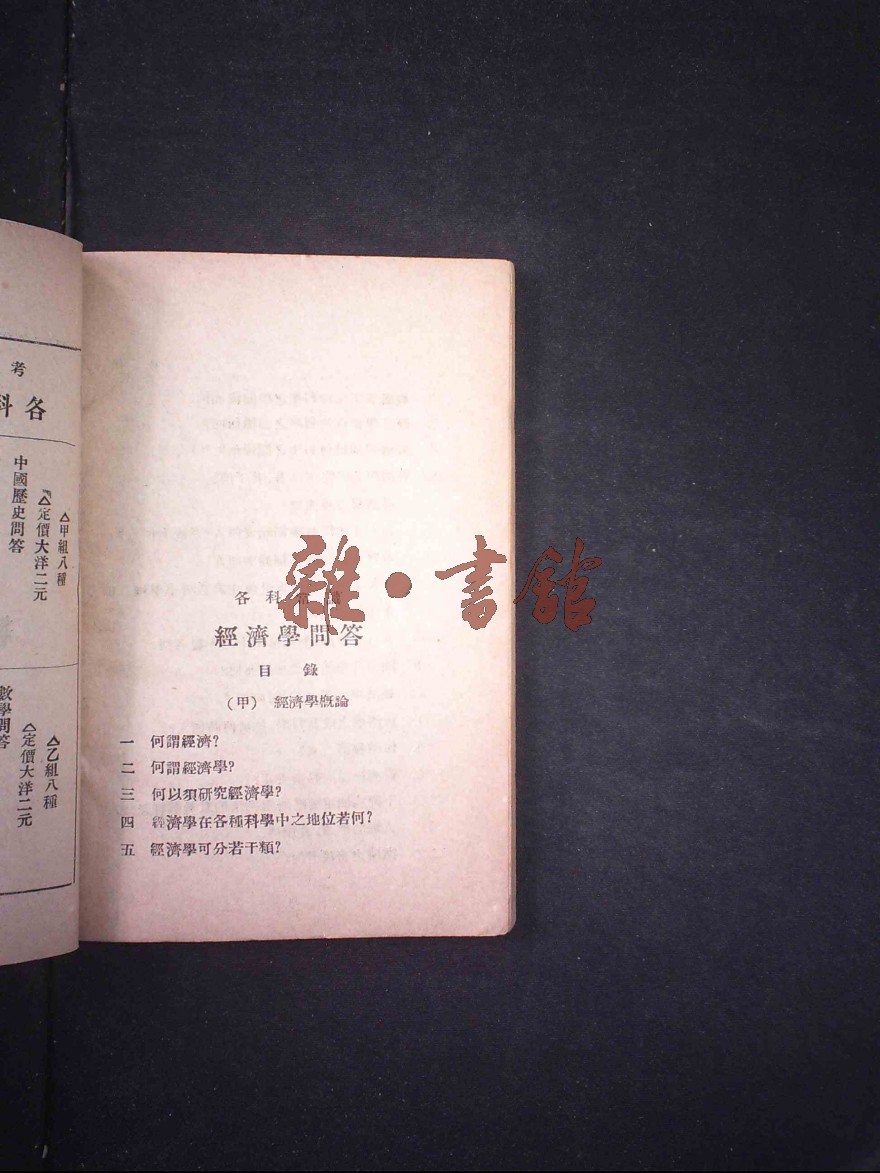 考
各科
△甲組八種
△定價大洋二元
中國歷史問答
△乙組八種
△定價大洋二元
數學問答
各科常識
經濟學問答
目錄
（甲） 經濟學概論
一 何謂經濟？
二 何謂經濟學？
三 何以須研究經濟學？
四 經濟學在各種科學中之地位若何？
五 經濟學可分若干類？
雜•書館